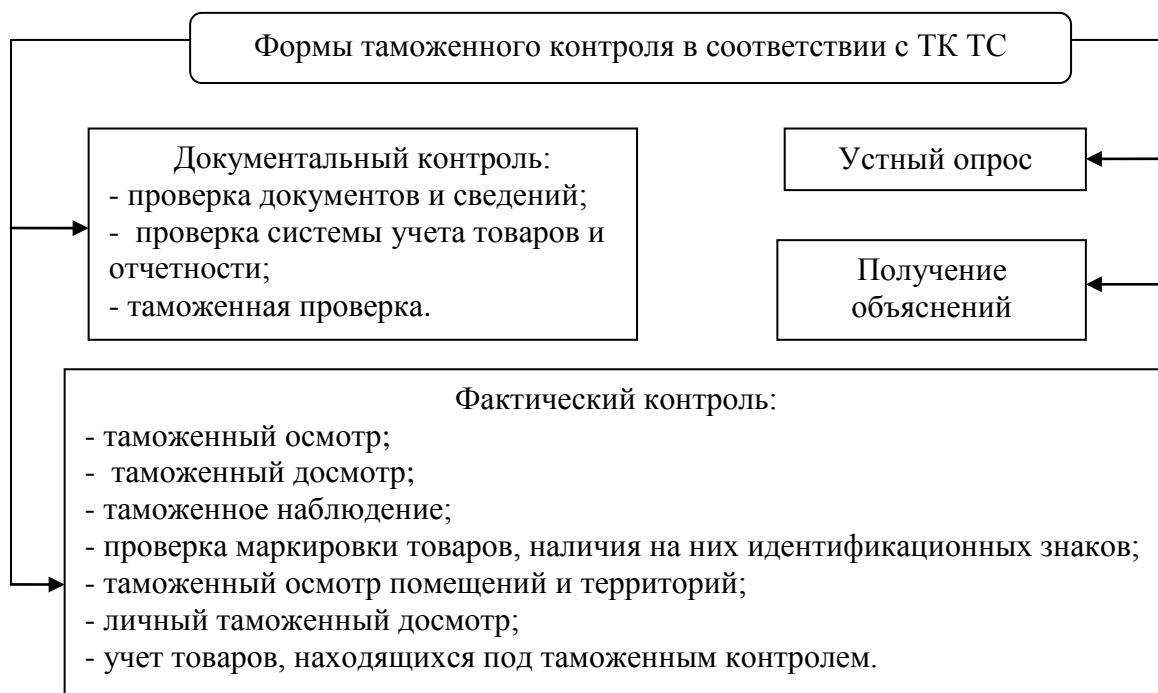 Формы таможенного контроля в соответствии с ТК ТС
Документальный контроль:
- проверка документов и сведений;
- проверка системы учета товаров и
отчетности;
- таможенная проверка.
Устный опрос
Получение
объяснений
Фактический контроль:
- таможенный осмотр;
- таможенный досмотр;
- таможенное наблюдение;
- проверка маркировки товаров, наличия на них идентификационных знаков;
- таможенный осмотр помещений и территорий;
- личный таможенный досмотр;
- учет товаров, находящихся под таможенным контролем.